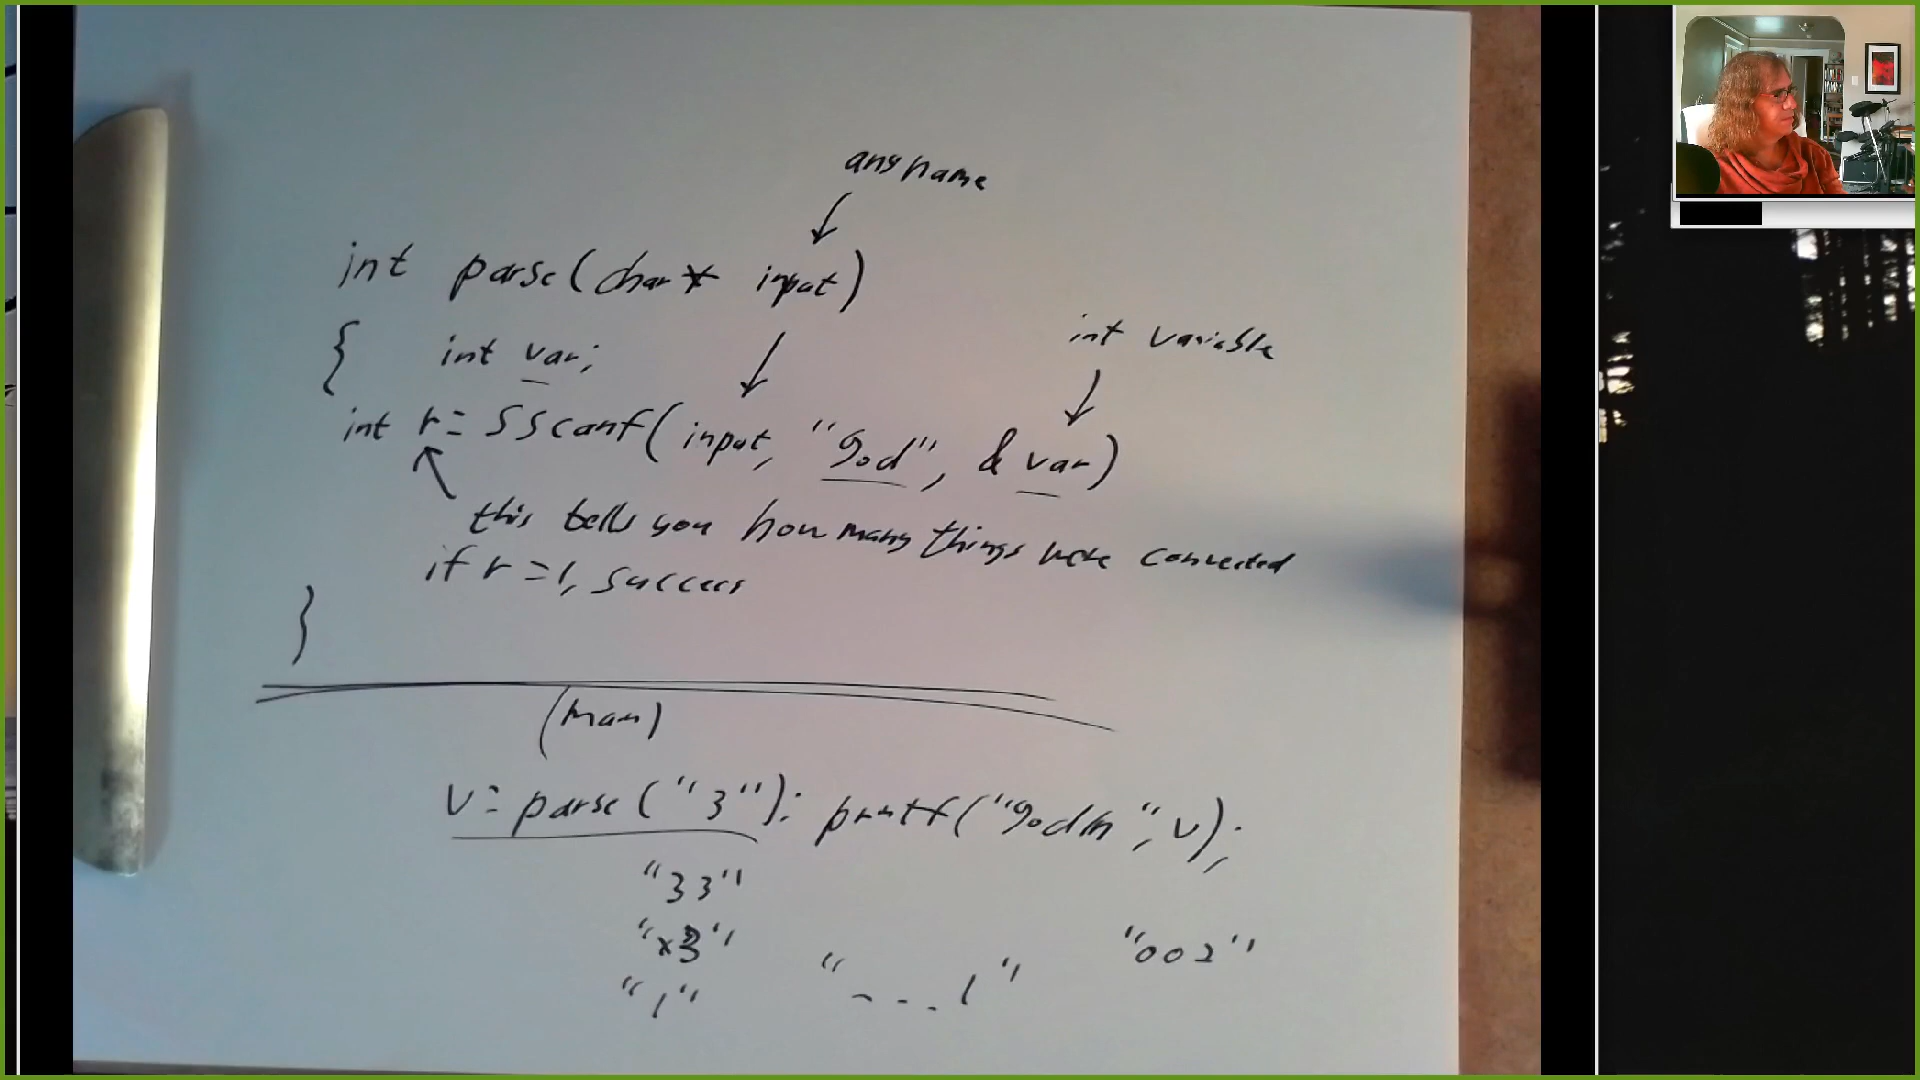 any name
int parse(char* input)
{ int var;
int variable
int r = sscanf(input, "%d", & var)
this tells you how many things were converted
if r = 1, success
}
(main)
v = parse("3"); printf("%d\n", v);
"33"
"x3"
"002"
"1"
"---1"